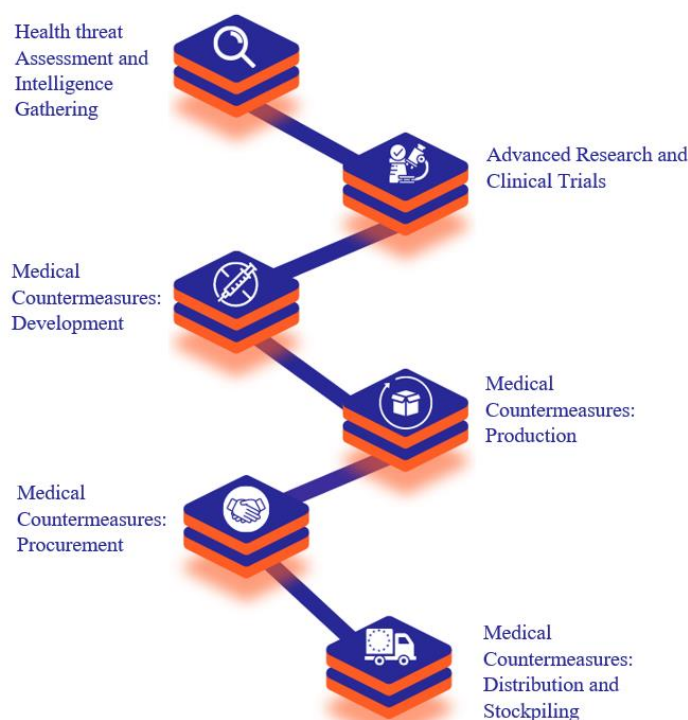 Health threat
Assessment and
Intelligence
Gathering
Advanced Research and
Clinical Trials
Medical
Countermeasures:
Development
Medical
Countermeasures:
Production
Medical
Countermeasures:
Procurement
Medical
Countermeasures:
Distribution and
Stockpiling